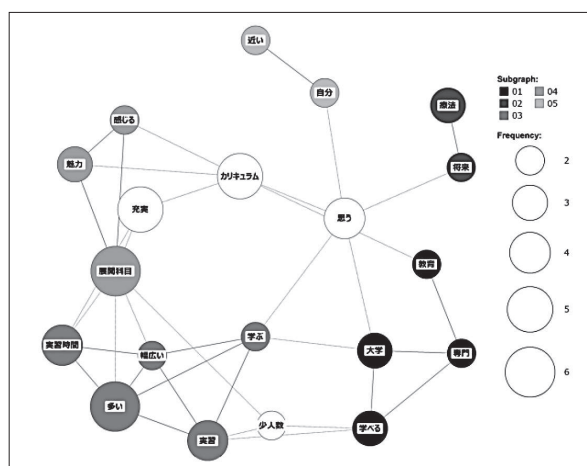 近い
自分
Subgraph:
01 04
02 05
03
療法
感じる
Frequency:
魅力
カリキュラム
将来
2
充実
思う
3
教育
4
展開科目
学ぶ
5
実習時間
幅広い
大学
専門
6
多い
少人数
学べる
実習